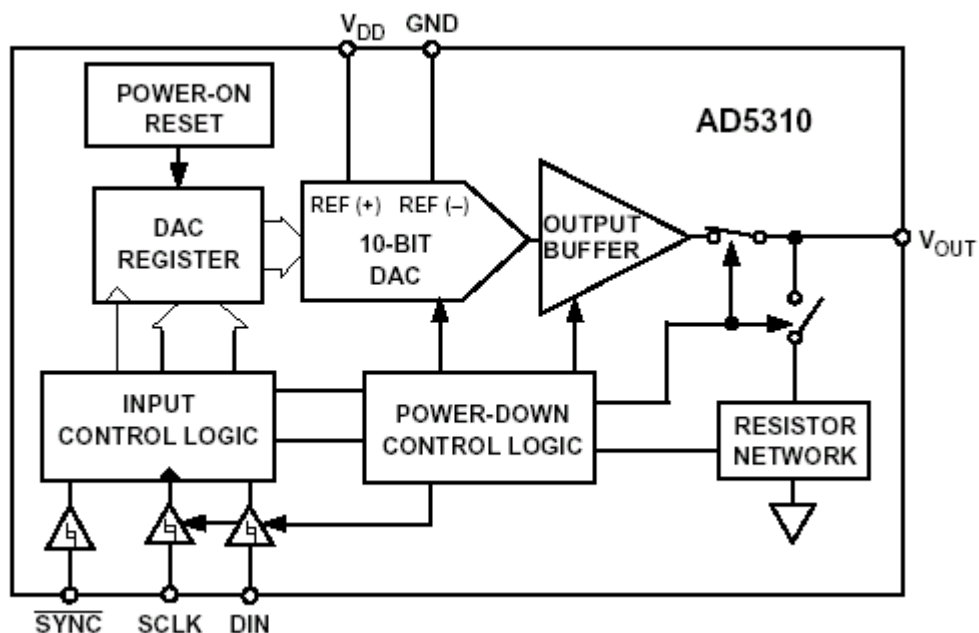 VDD GND
POWER-ON
RESET
AD5310
DAC
REGISTER
REF (+) REF (–)
10-BIT
DAC
OUTPUT
BUFFER
VOUT
INPUT
CONTROL LOGIC
POWER-DOWN
CONTROL LOGIC
RESISTOR
NETWORK
SYNC SCLK DIN